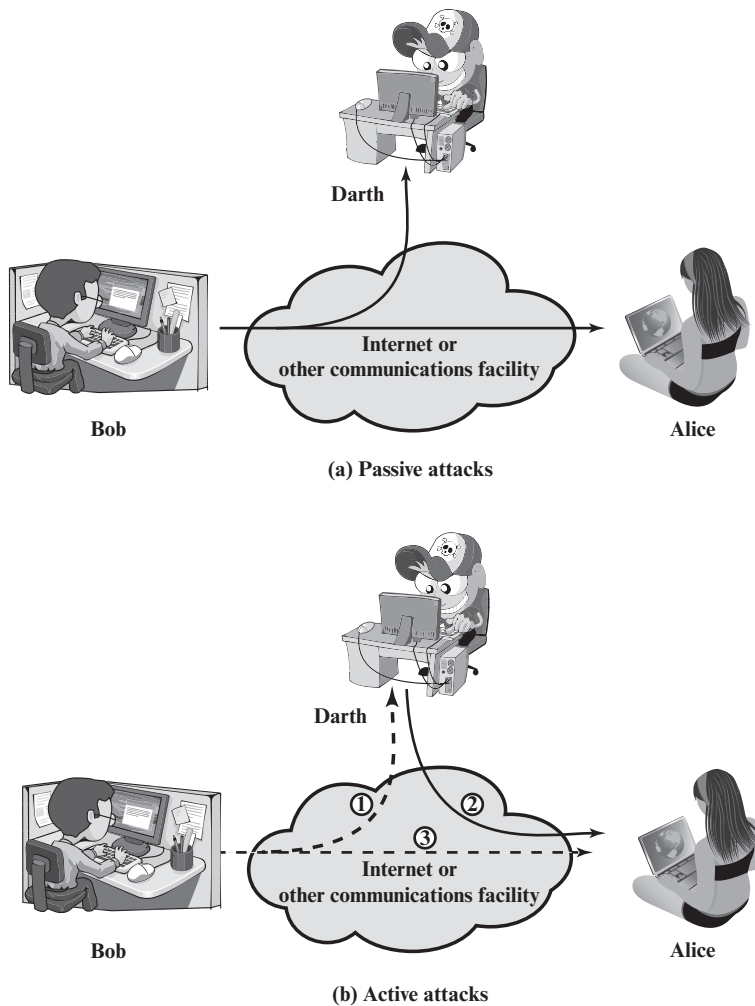 Darth
Internet or
other communications facility
Bob
Alice
(a) Passive attacks
Darth
1
2
3
Internet or
other communications facility
Bob
Alice
(b) Active attacks